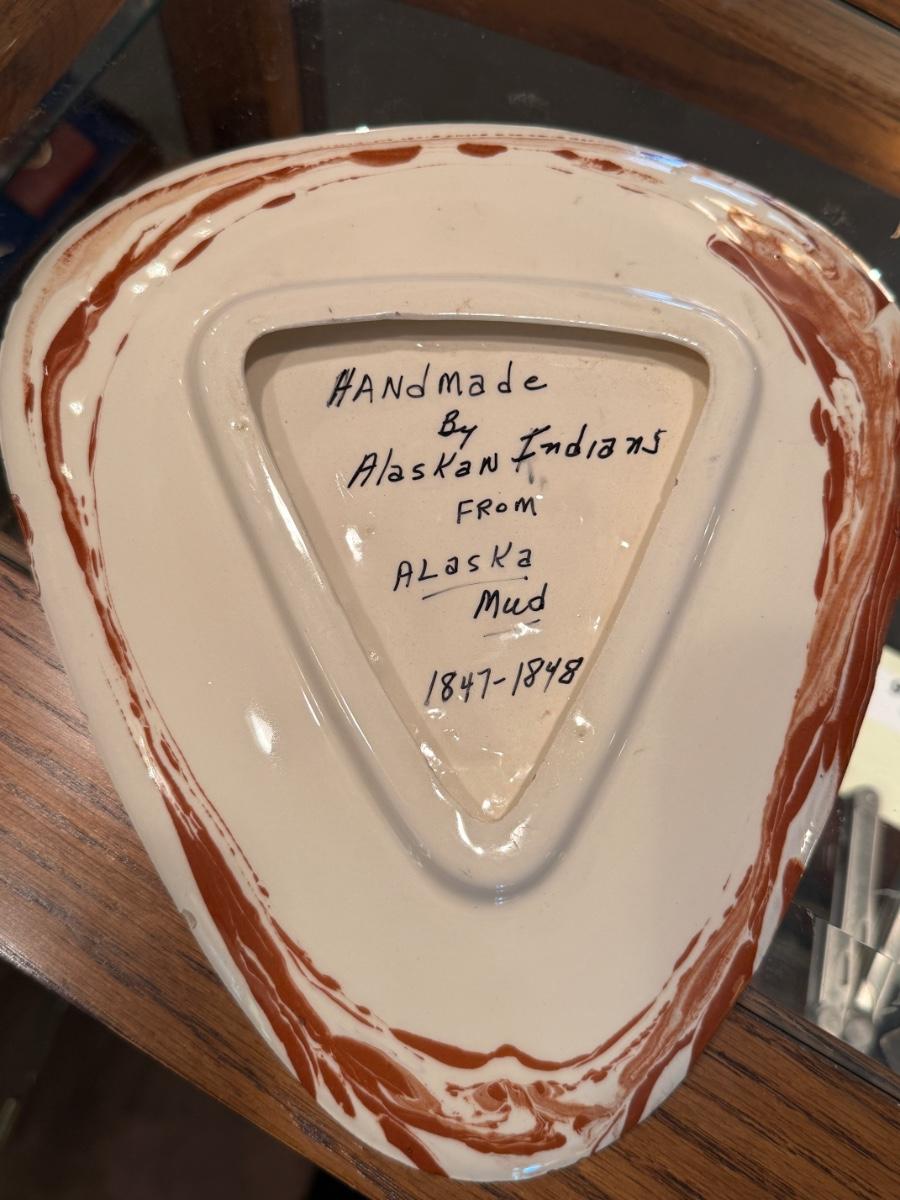 HANdmade
By
AlasKaN IndIans
FROM
ALasKa
Mud
1847-1848